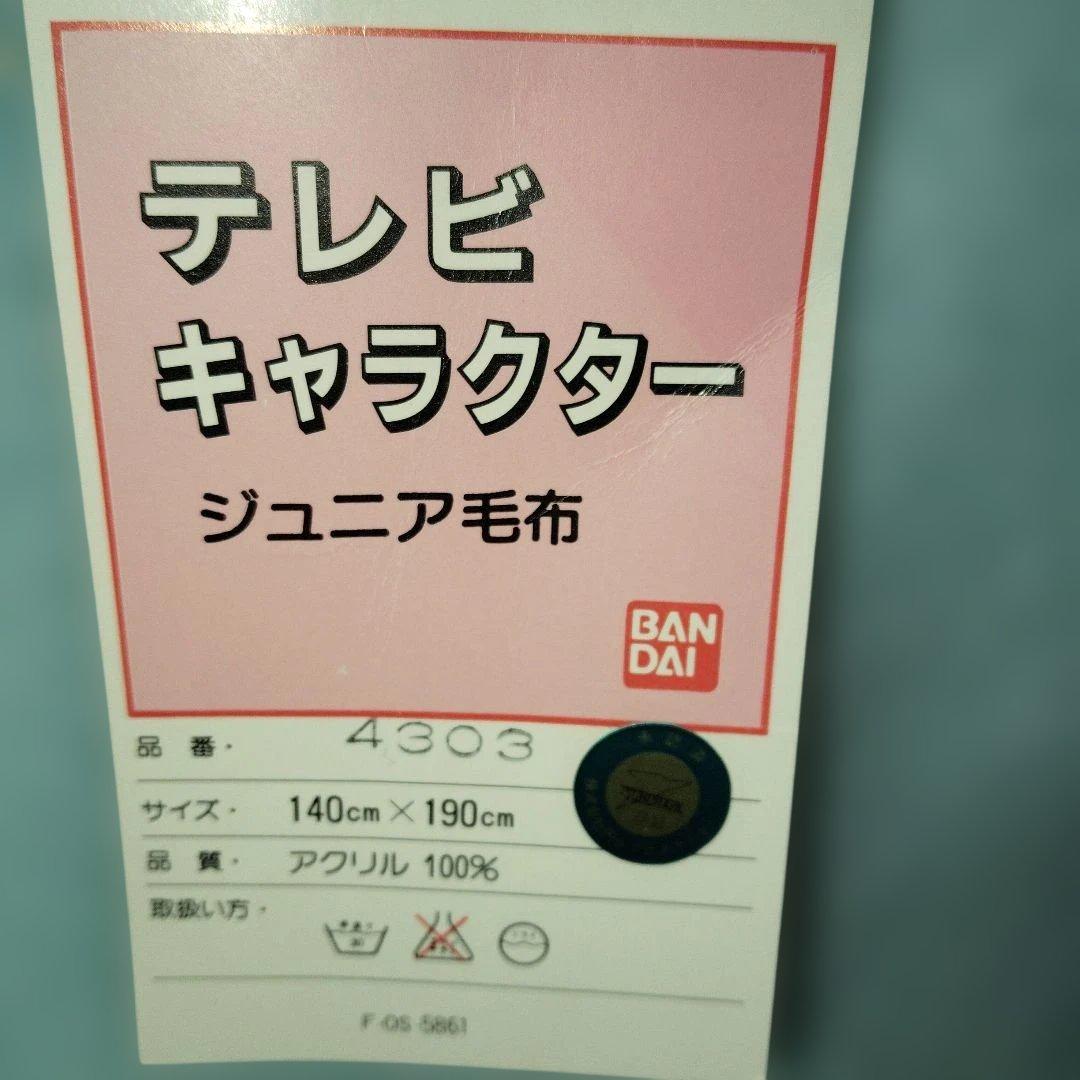 テレビ
キャラクター
ジュニア毛布
BAN
DAI
品 番・ 4303
サイズ・ 140cm×190cm
品 質・ アクリル 100%
取扱い方・
F-OS-5861